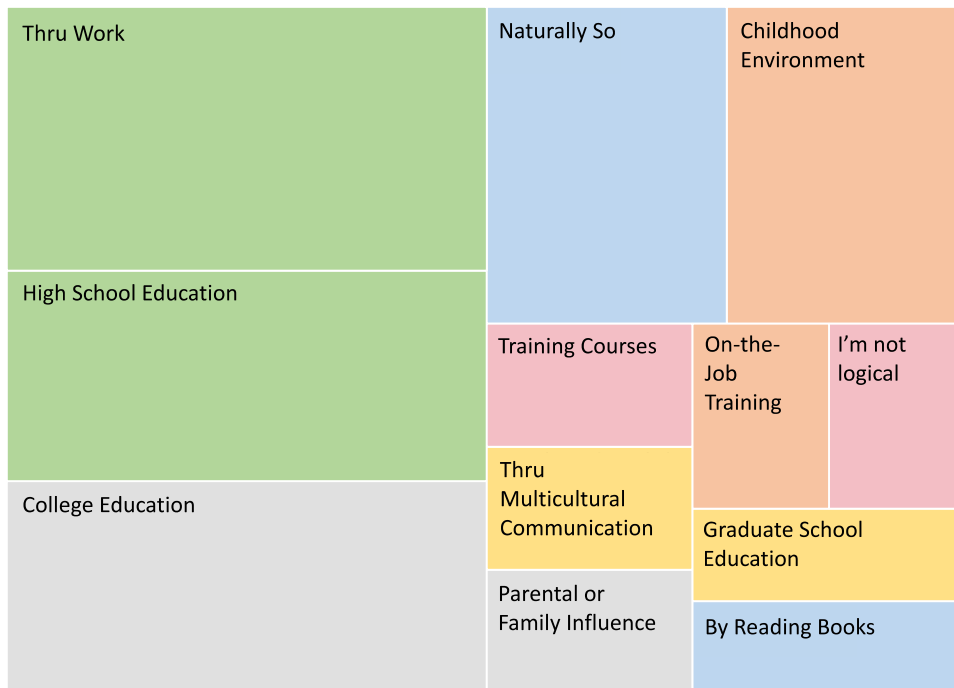 Thru Work
High School Education
College Education
Naturally So
Childhood
Environment
Training Courses
On-the-
Job
Training
I'm not
logical
Thru
Multicultural
Communication
Graduate School
Education
Parental or
Family Influence
By Reading Books